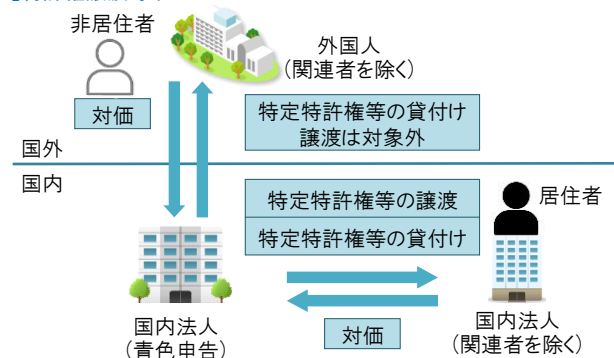 非居住者
外国人
（関連者を除く）
対価
特定特許権等の貸付け
譲渡は対象外
国外
国内
特定特許権等の譲渡
特定特許権等の貸付け
居住者
国内法人
（青色申告）
対価
国内法人
（関連者を除く）